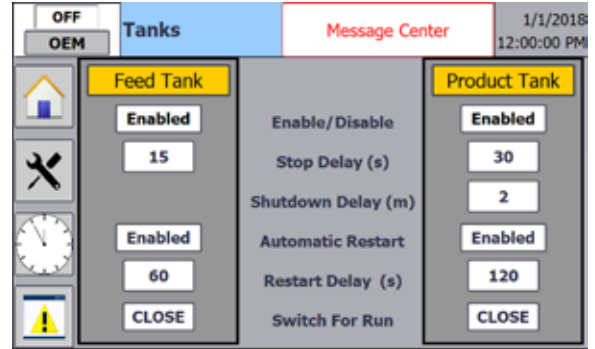 OFF
OEM
Tanks
Message Center
1/1/2018
12:00:00 PM
Feed Tank
Product Tank
Enabled Enable/Disable Enabled
15 Stop Delay (s) 30
Shutdown Delay (m) 2
Enabled Automatic Restart Enabled
60 Restart Delay (s) 120
CLOSE Switch For Run CLOSE